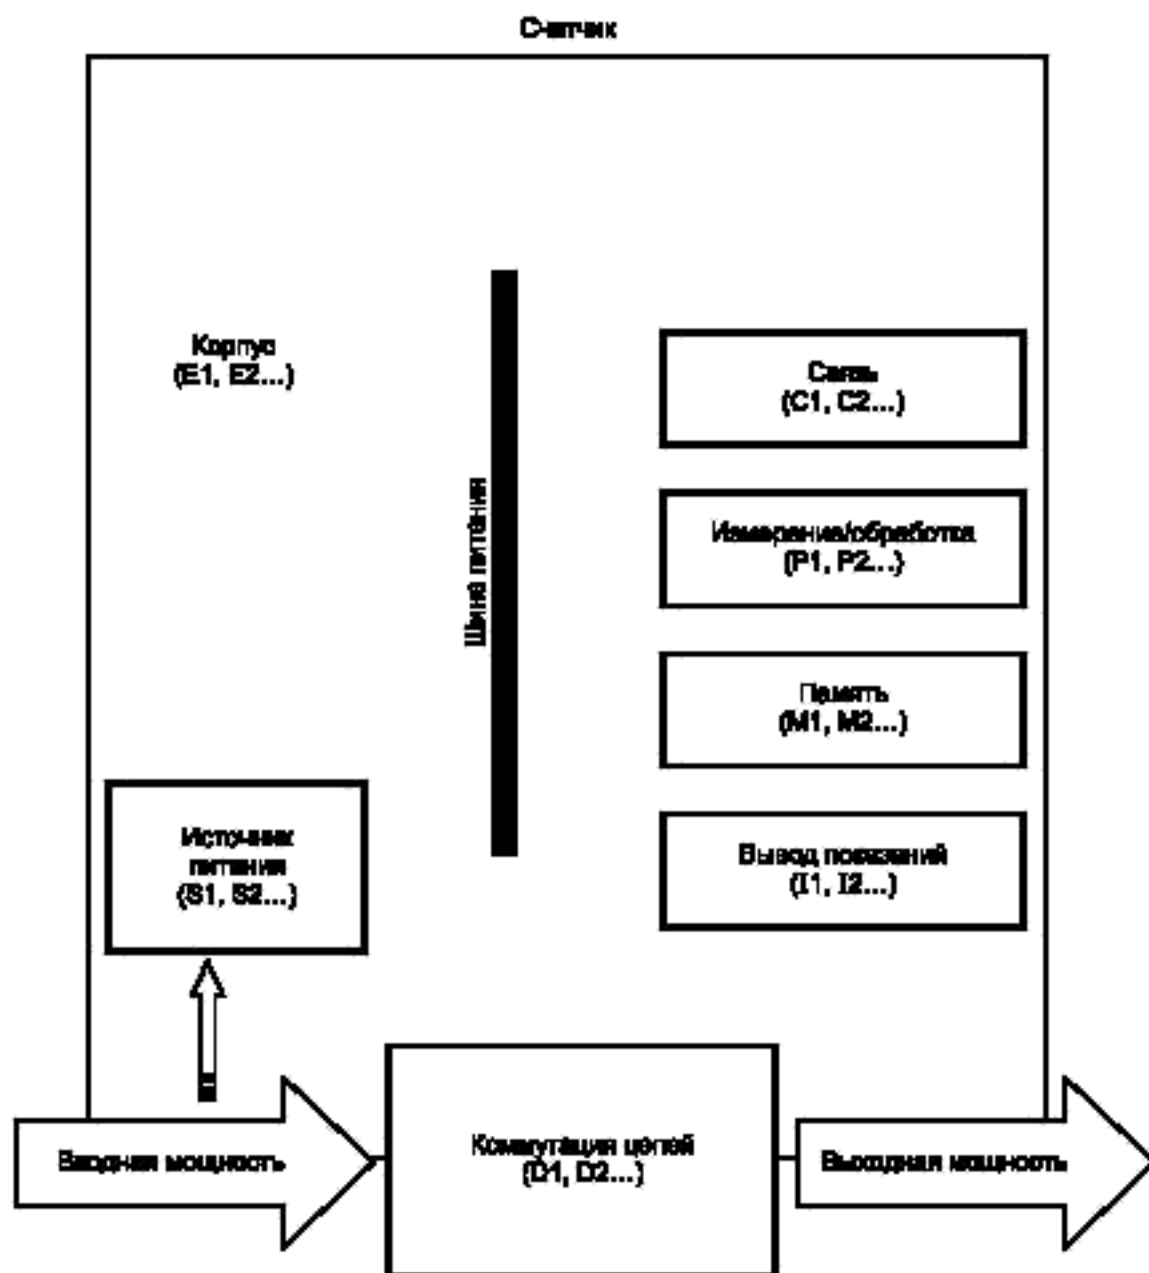 Счетчик
Корпус
(E1, E2...)
Шина питания
Связь
(C1, C2...)
Измерение/обработка
(P1, P2...)
Память
(M1, M2...)
Источник
питания
(S1, S2...)
Вывод показаний
(I1, I2...)
Входная мощность
Коммутация цепей
(D1, D2...)
Выходная мощность